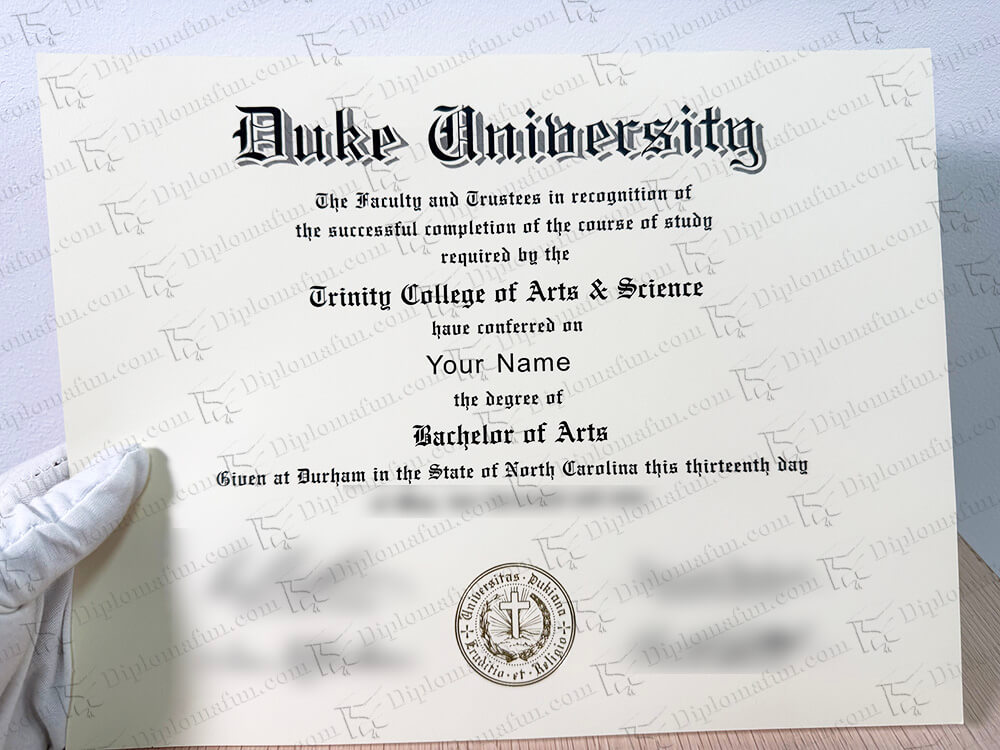 Duke University
The Faculty and Trustees in recognition of
the successful completion of the course of study
required by the
Trinity College of Arts & Science
have conferred on
Your Name
the degree of
Bachelor of Arts
Given at Durham in the State of North Carolina this thirteenth day
Universitas · Dukiana
Eruditio · et · Religio
Diplomafun.com